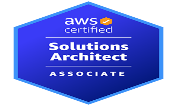 aws
certified
Solutions
Architect
ASSOCIATE